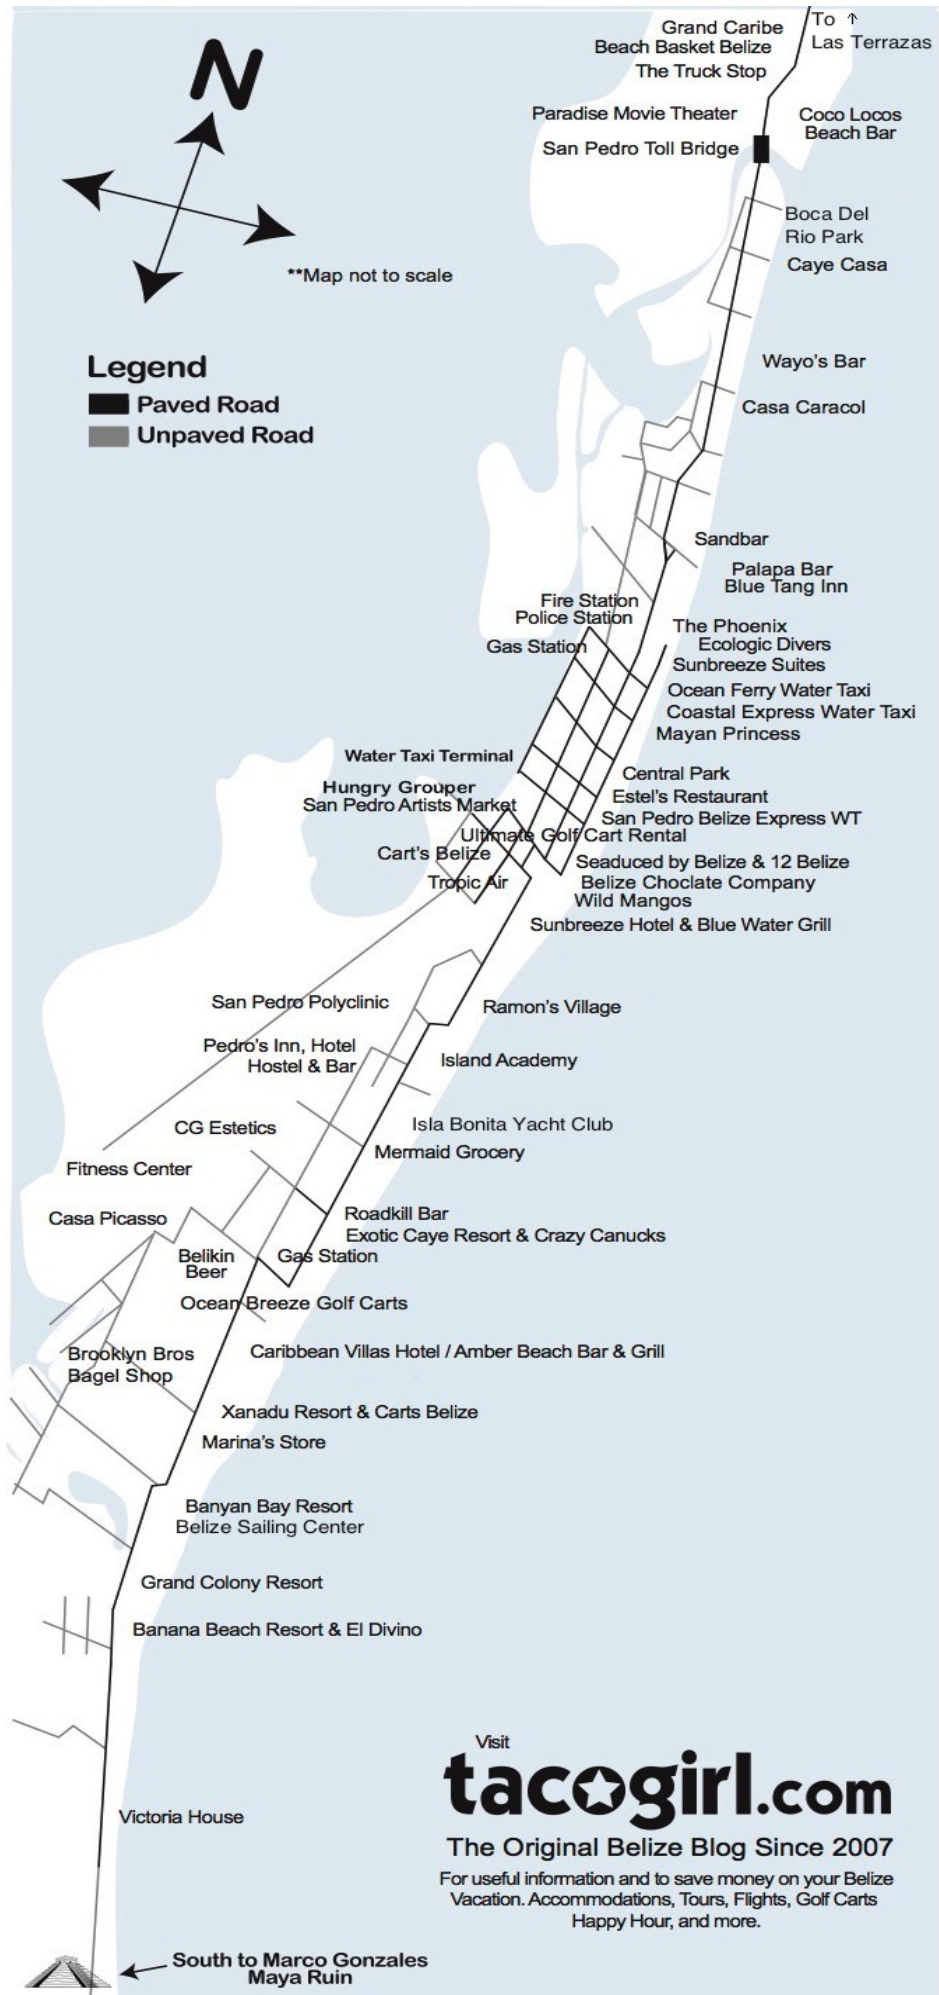 To ↑
Las Terrazas
Grand Caribe
Beach Basket Belize
The Truck Stop
Paradise Movie Theater
Coco Locos
Beach Bar
San Pedro Toll Bridge
N
Boca Del
Rio Park
Caye Casa
**Map not to scale
Legend
Paved Road
Unpaved Road
Wayo's Bar
Casa Caracol
Sandbar
Palapa Bar
Blue Tang Inn
Fire Station
Police Station
Gas Station
The Phoenix
Ecologic Divers
Sunbreeze Suites
Ocean Ferry Water Taxi
Coastal Express Water Taxi
Mayan Princess
Water Taxi Terminal
Central Park
Hungry Grouper
San Pedro Artists Market
Estel's Restaurant
San Pedro Belize Express WT
Ultimate Golf Cart Rental
Cart's Belize
Seaduced by Belize & 12 Belize
Tropic Air
Belize Choclate Company
Wild Mangos
Sunbreeze Hotel & Blue Water Grill
San Pedro Polyclinic
Ramon's Village
Pedro's Inn, Hotel
Hostel & Bar
Island Academy
CG Estetics
Isla Bonita Yacht Club
Mermaid Grocery
Fitness Center
Casa Picasso
Roadkill Bar
Exotic Caye Resort & Crazy Canucks
Belikin
Beer
Gas Station
Ocean Breeze Golf Carts
Brooklyn Bros
Bagel Shop
Caribbean Villas Hotel / Amber Beach Bar & Grill
Xanadu Resort & Carts Belize
Marina's Store
Banyan Bay Resort
Belize Sailing Center
Grand Colony Resort
Banana Beach Resort & El Divino
Victoria House
Visit
tacogirl.com
The Original Belize Blog Since 2007
For useful information and to save money on your Belize
Vacation. Accommodations, Tours, Flights, Golf Carts
Happy Hour, and more.
South to Marco Gonzales
Maya Ruin